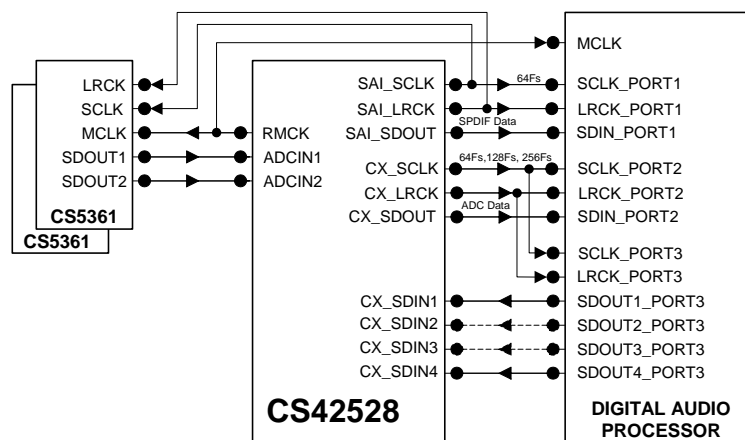 LRCK
SCLK
MCLK
SDOUT1
SDOUT2
CS5361
CS5361
RMCK
ADCIN1
ADCIN2
SAI_SCLK
SAI_LRCK
SAI_SDOUT
CX_SCLK
CX_LRCK
CX_SDOUT
CX_SDIN1
CX_SDIN2
CX_SDIN3
CX_SDIN4
CS42528
64Fs
SPDIF Data
64Fs,128Fs, 256Fs
ADC Data
MCLK
SCLK_PORT1
LRCK_PORT1
SDIN_PORT1
SCLK_PORT2
LRCK_PORT2
SDIN_PORT2
SCLK_PORT3
LRCK_PORT3
SDOUT1_PORT3
SDOUT2_PORT3
SDOUT3_PORT3
SDOUT4_PORT3
DIGITAL AUDIO
PROCESSOR